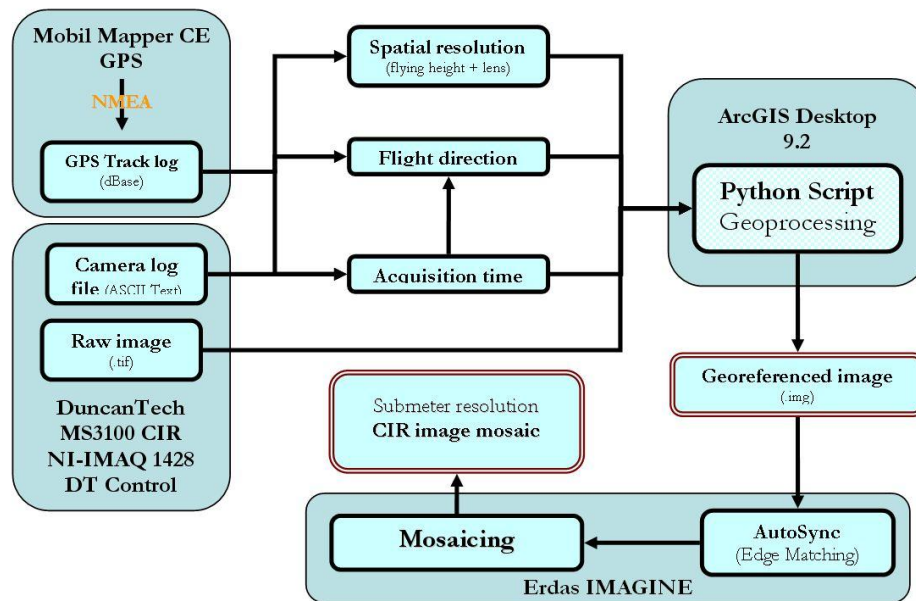 Mobil Mapper CE
GPS
NMEA
GPS Track log
(dBase)
Camera log
file (ASCII Text)
Raw image
(.tif)
DuncanTech
MS3100 CIR
NI-IMAQ 1428
DT Control
Spatial resolution
(flying height + lens)
Flight direction
Acquisition time
Submeter resolution
CIR image mosaic
ArcGIS Desktop
9.2
Python Script
Geoprocessing
Georeferenced image
(.img)
AutoSync
(Edge Matching)
Mosaicing
Erdas IMAGINE